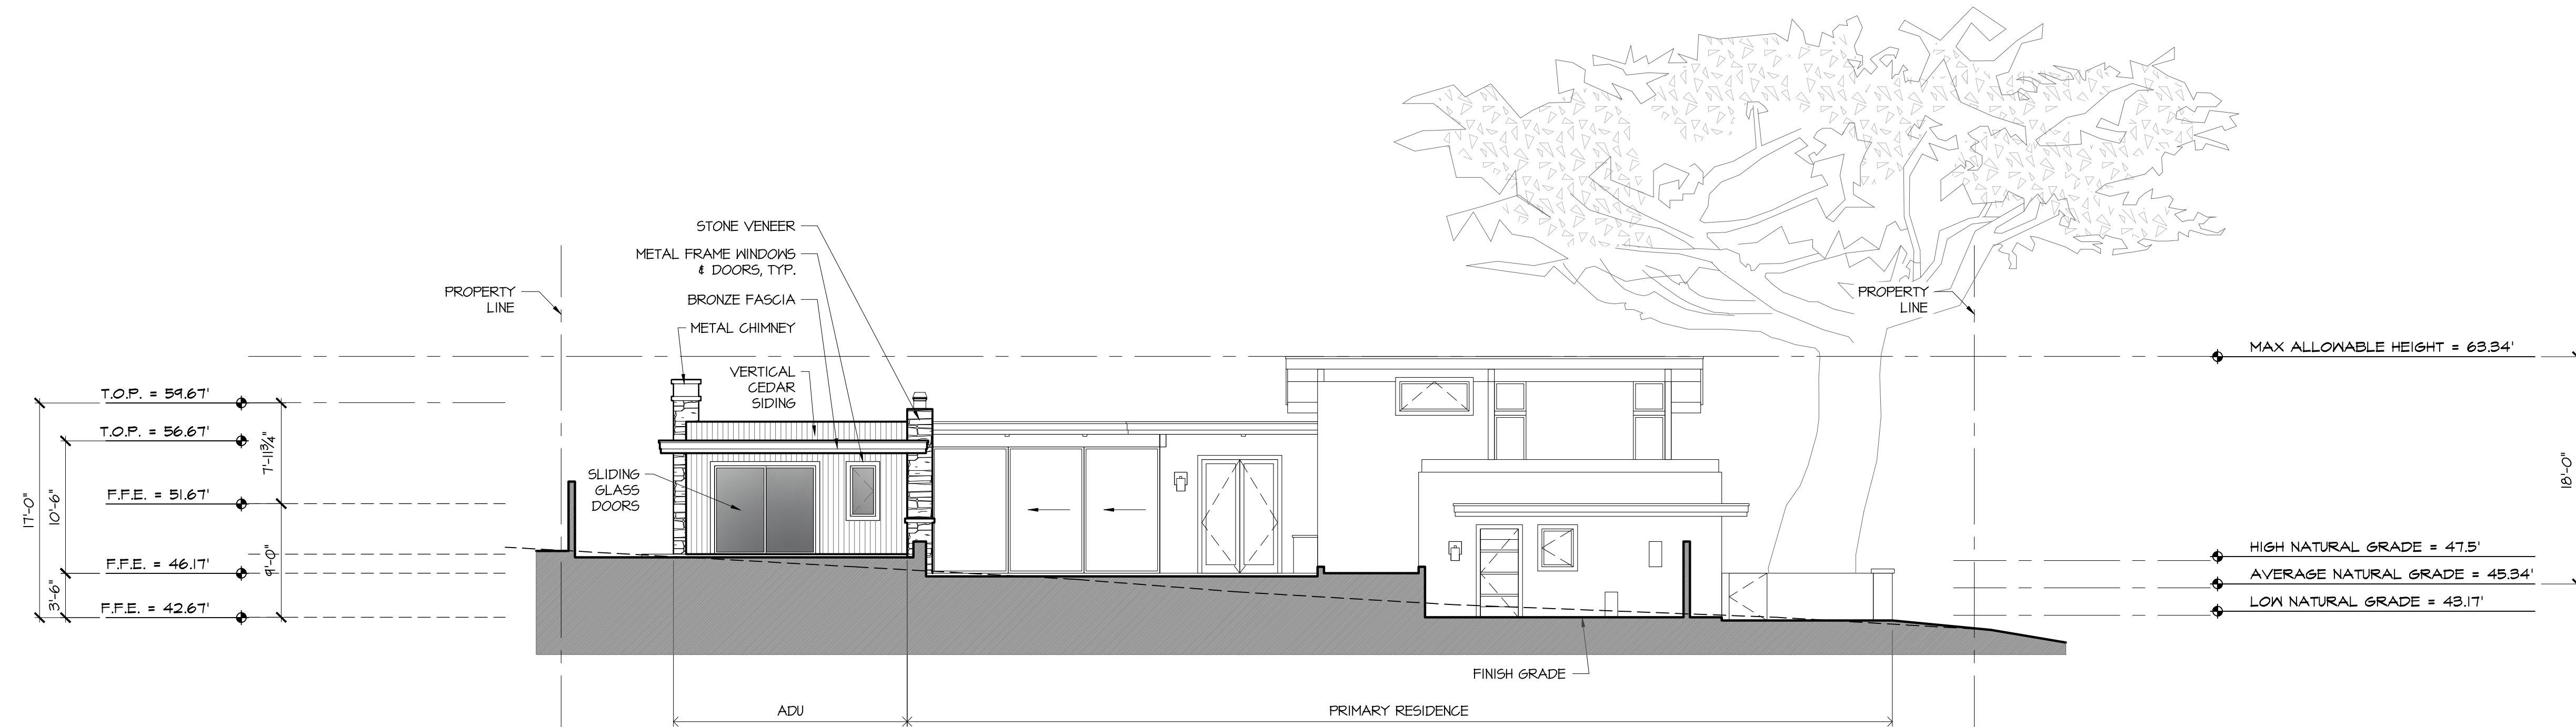 STONE VENEER
METAL FRAME WINDOWS
& DOORS, TYP.
PROPERTY
LINE
BRONZE FASCIA
METAL CHIMNEY
PROPERTY
LINE
MAX ALLOWABLE HEIGHT = 63.34'
VERTICAL
CEDAR
SIDING
T.O.P. = 59.67'
T.O.P. = 56.67'
7'-11¾"
SLIDING
GLASS
DOORS
F.F.E. = 51.67'
17'-0"
10'-6"
18'-0"
9'-0"
HIGH NATURAL GRADE = 47.5'
F.F.E. = 46.17'
AVERAGE NATURAL GRADE = 45.34'
3'-6"
F.F.E. = 42.67'
LOW NATURAL GRADE = 43.17'
FINISH GRADE
ADU
PRIMARY RESIDENCE